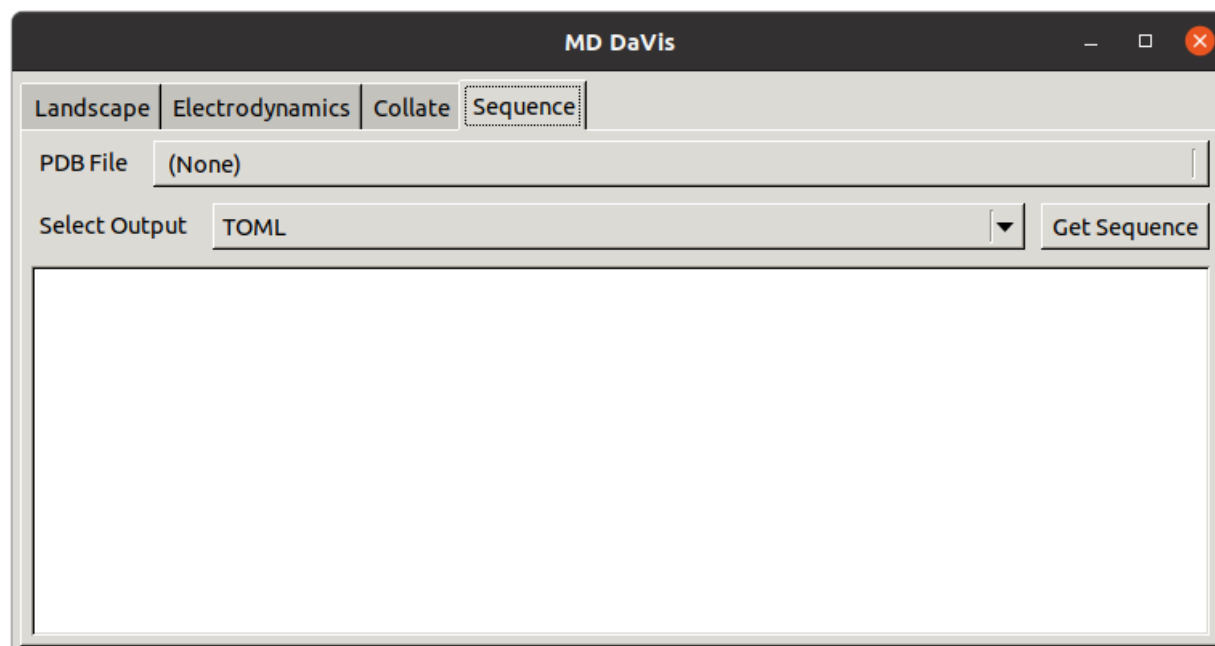 MD DaVis
Landscape Electrodynamics Collate Sequence
PDB File (None)
Select Output TOML Get Sequence